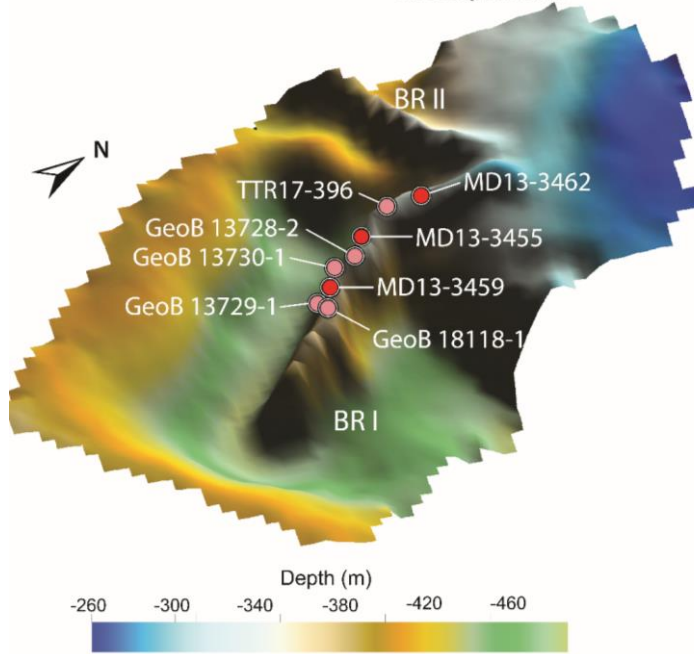 BR II
N
TTR17-396
MD13-3462
GeoB 13728-2
MD13-3455
GeoB 13730-1
MD13-3459
GeoB 13729-1
GeoB 18118-1
BR I
Depth (m)
-260 -300 -340 -380 -420 -460